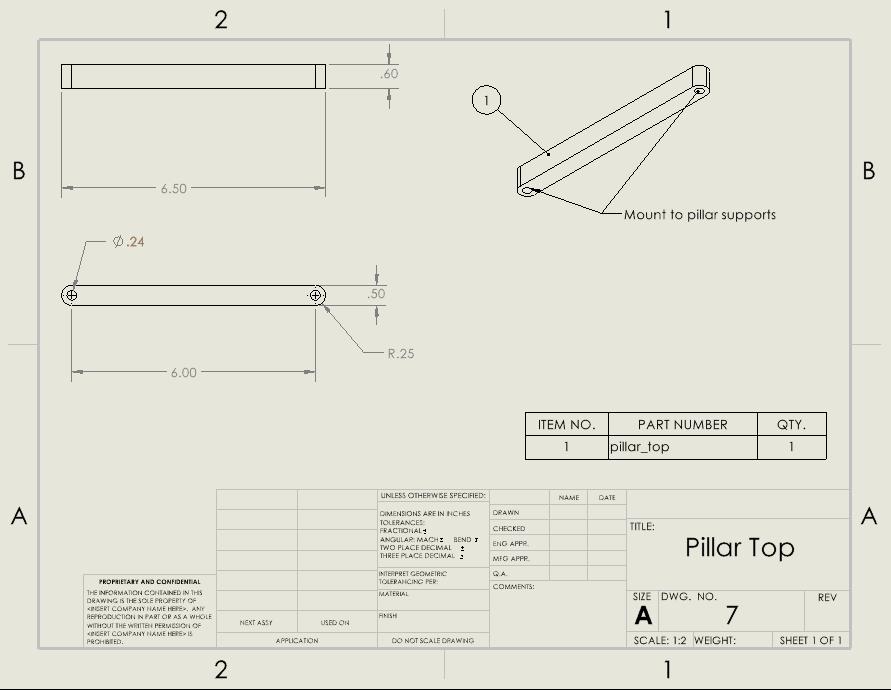 2
1
B
B
.60
6.50
1
Mount to pillar supports
Ø.24
.50
R.25
6.00
ITEM NO.
PART NUMBER
QTY.
1
pillar_top
1
A
A
PROPRIETARY AND CONFIDENTIAL
THE INFORMATION CONTAINED IN THIS
DRAWING IS THE SOLE PROPERTY OF
<INSERT COMPANY NAME HERE>. ANY
REPRODUCTION IN PART OR AS A WHOLE
WITHOUT THE WRITTEN PERMISSION OF
<INSERT COMPANY NAME HERE> IS
PROHIBITED.
NEXT ASSY
USED ON
APPLICATION
UNLESS OTHERWISE SPECIFIED:
DIMENSIONS ARE IN INCHES
TOLERANCES:
FRACTIONAL ±
ANGULAR: MACH ± BEND ±
TWO PLACE DECIMAL ±
THREE PLACE DECIMAL ±
INTERPRET GEOMETRIC
TOLERANCING PER:
MATERIAL
FINISH
DO NOT SCALE DRAWING
NAME
DATE
DRAWN
CHECKED
ENG APPR.
MFG APPR.
Q.A.
COMMENTS:
TITLE:
Pillar Top
SIZE
A
DWG. NO.
7
REV
SCALE: 1:2
WEIGHT:
SHEET 1 OF 1
2
1